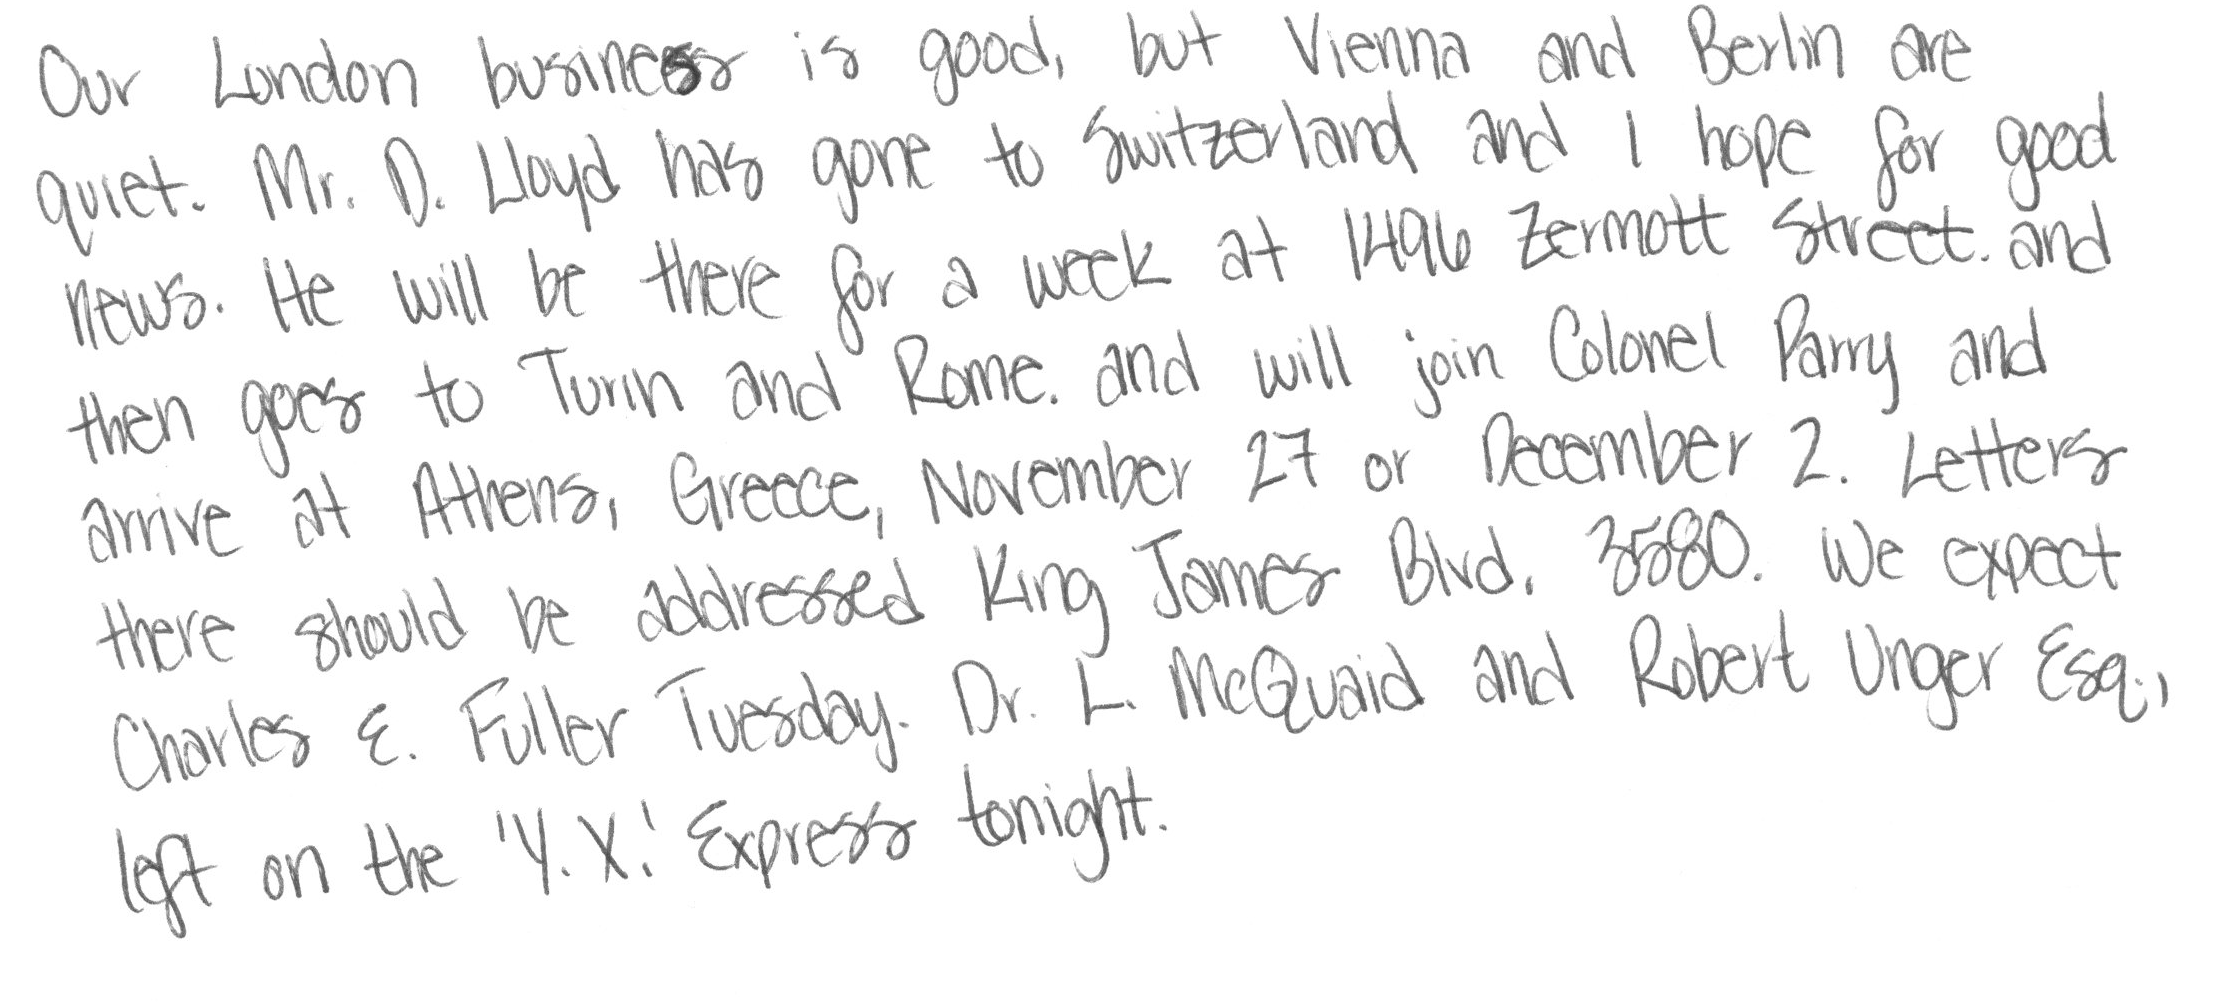 Our London business is good, but Vienna and Berlin are
quiet. Mr. D. Lloyd has gone to Switzerland and I hope for good
news. He will be there for a week at 1496 Zermott Street. and
then goes to Turin and Rome. and will join Colonel Parry and
arrive at Athens, Greece, November 27 or December 2. Letters
there should be addressed King James Blvd. 3580. We expect
Charles E. Fuller Tuesday. Dr. L. McQuaid and Robert Unger Esq.,
left on the 'Y. X.' Express tonight.